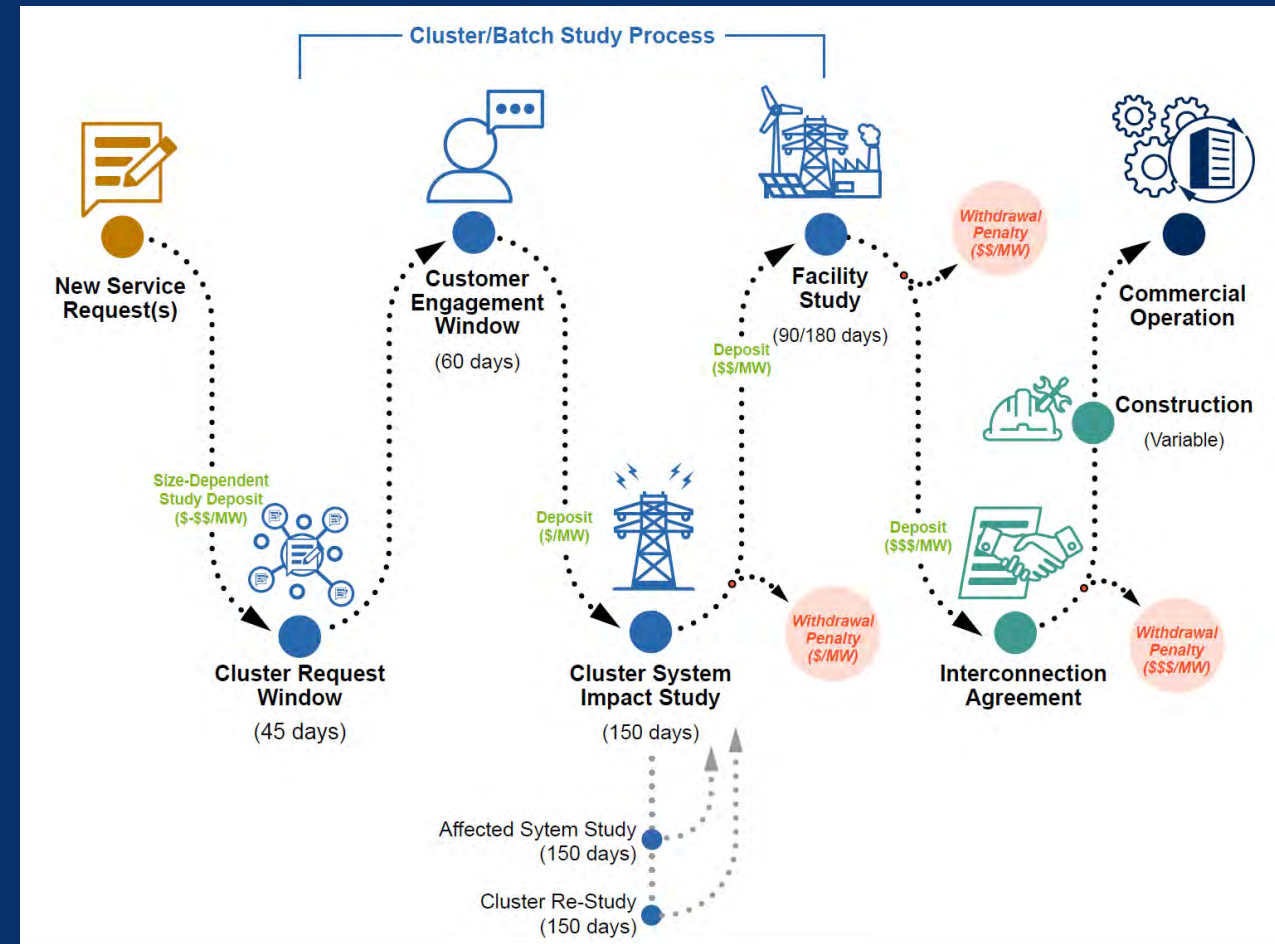 Cluster/Batch Study Process
New Service
Request(s)
Size-Dependent
Study Deposit
($-$$/MW)
Cluster Request
Window
(45 days)
Customer
Engagement
Window
(60 days)
Deposit
($/MW)
Cluster System
Impact Study
(150 days)
Affected Sytem Study
(150 days)
Cluster Re-Study
(150 days)
Withdrawal
Penalty
($/MW)
Deposit
($$/MW)
Facility
Study
(90/180 days)
Withdrawal
Penalty
($$/MW)
Deposit
($$$/MW)
Interconnection
Agreement
Withdrawal
Penalty
($$$/MW)
Construction
(Variable)
Commercial
Operation